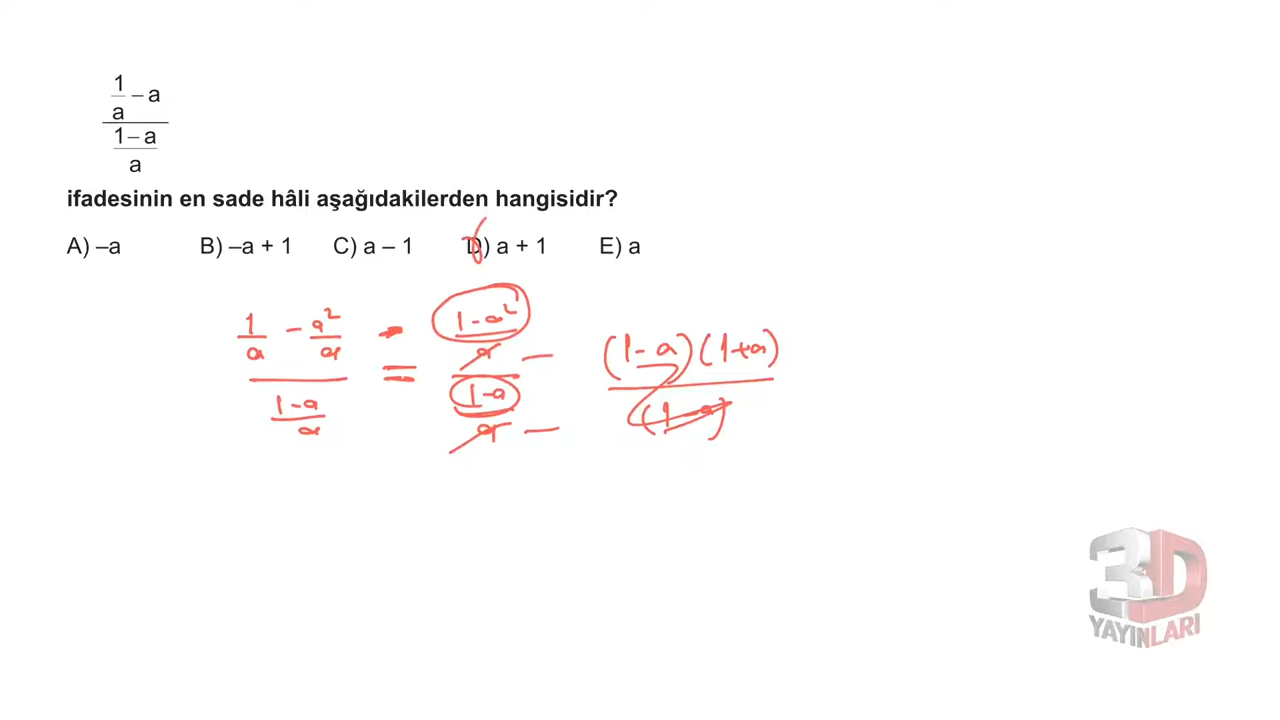 1/a – a
1–a/a
ifadesinin en sade hâli aşağıdakilerden hangisidir?
A) –a B) –a + 1 C) a – 1 D) a + 1 E) a
1/a – a²/a = 1–a²/a (1–a)(1+a)
1–a/a 1–a/a (1–a)
3D
YAYINLARI